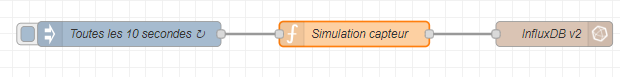 Toutes les 10 secondes ↻
Simulation capteur
InfluxDB v2